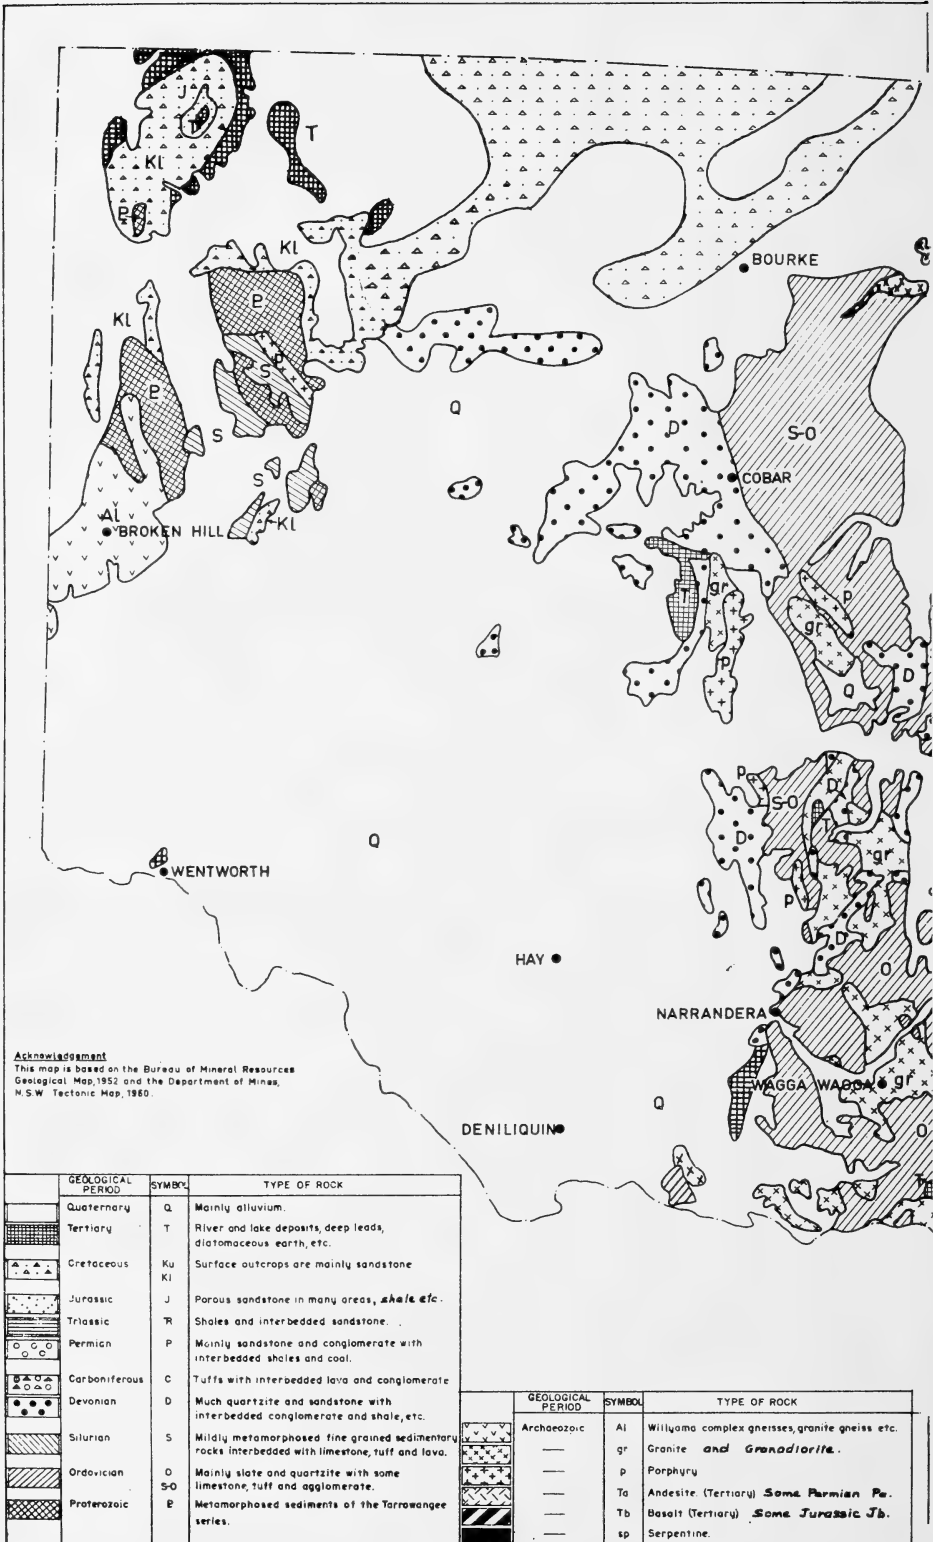 J
T
T
Kl
P
Kl
BOURKE
P
Kl
p
S
P
Q
D
S-O
S
COBAR
S
Al
Kl
BROKEN HILL
gr
p
T
gr
D
p
Q
p
D
S-O
T
Q
D
gr
WENTWORTH
p
D
HAY
O
NARRANDERA
Acknowledgement
This map is based on the Bureau of Mineral Resources
Geological Map,1952 and the Department of Mines,
N.S.W Tectonic Map, 1960.
WAGGA WAGGA
gr
Q
DENILIQUIN
O
T
GEOLOGICAL PERIOD SYMBOL TYPE OF ROCK
Quaternary Q Mainly alluvium.
Tertiary T River and lake deposits, deep leads,
diatomaceous earth, etc.
Cretaceous Ku Surface outcrops are mainly sandstone
Kl
Jurassic J Porous sandstone in many areas, shale etc.
Triassic TR Shales and interbedded sandstone.
Permian P Mainly sandstone and conglomerate with
interbedded shales and coal.
Carboniferous C Tuffs with interbedded lava and conglomerate
Devonian D Much quartzite and sandstone with
interbedded conglomerate and shale, etc.
Silurian S Mildly metamorphosed fine grained sedimentary
rocks interbedded with limestone, tuff and lava.
Ordovician O Mainly slate and quartzite with some
S-O limestone, tuff and agglomerate.
Proterozoic P Metamorphosed sediments of the Torrowangee
series.
GEOLOGICAL PERIOD SYMBOL TYPE OF ROCK
Archaeozoic Al Willyama complex gneisses, granite gneiss etc.
— gr Granite and Granodiorite.
— p Porphyry
— Ta Andesite. (Tertiary) Some Permian Pa.
— Tb Basalt (Tertiary) Some Jurassic Jb.
— sp Serpentine.